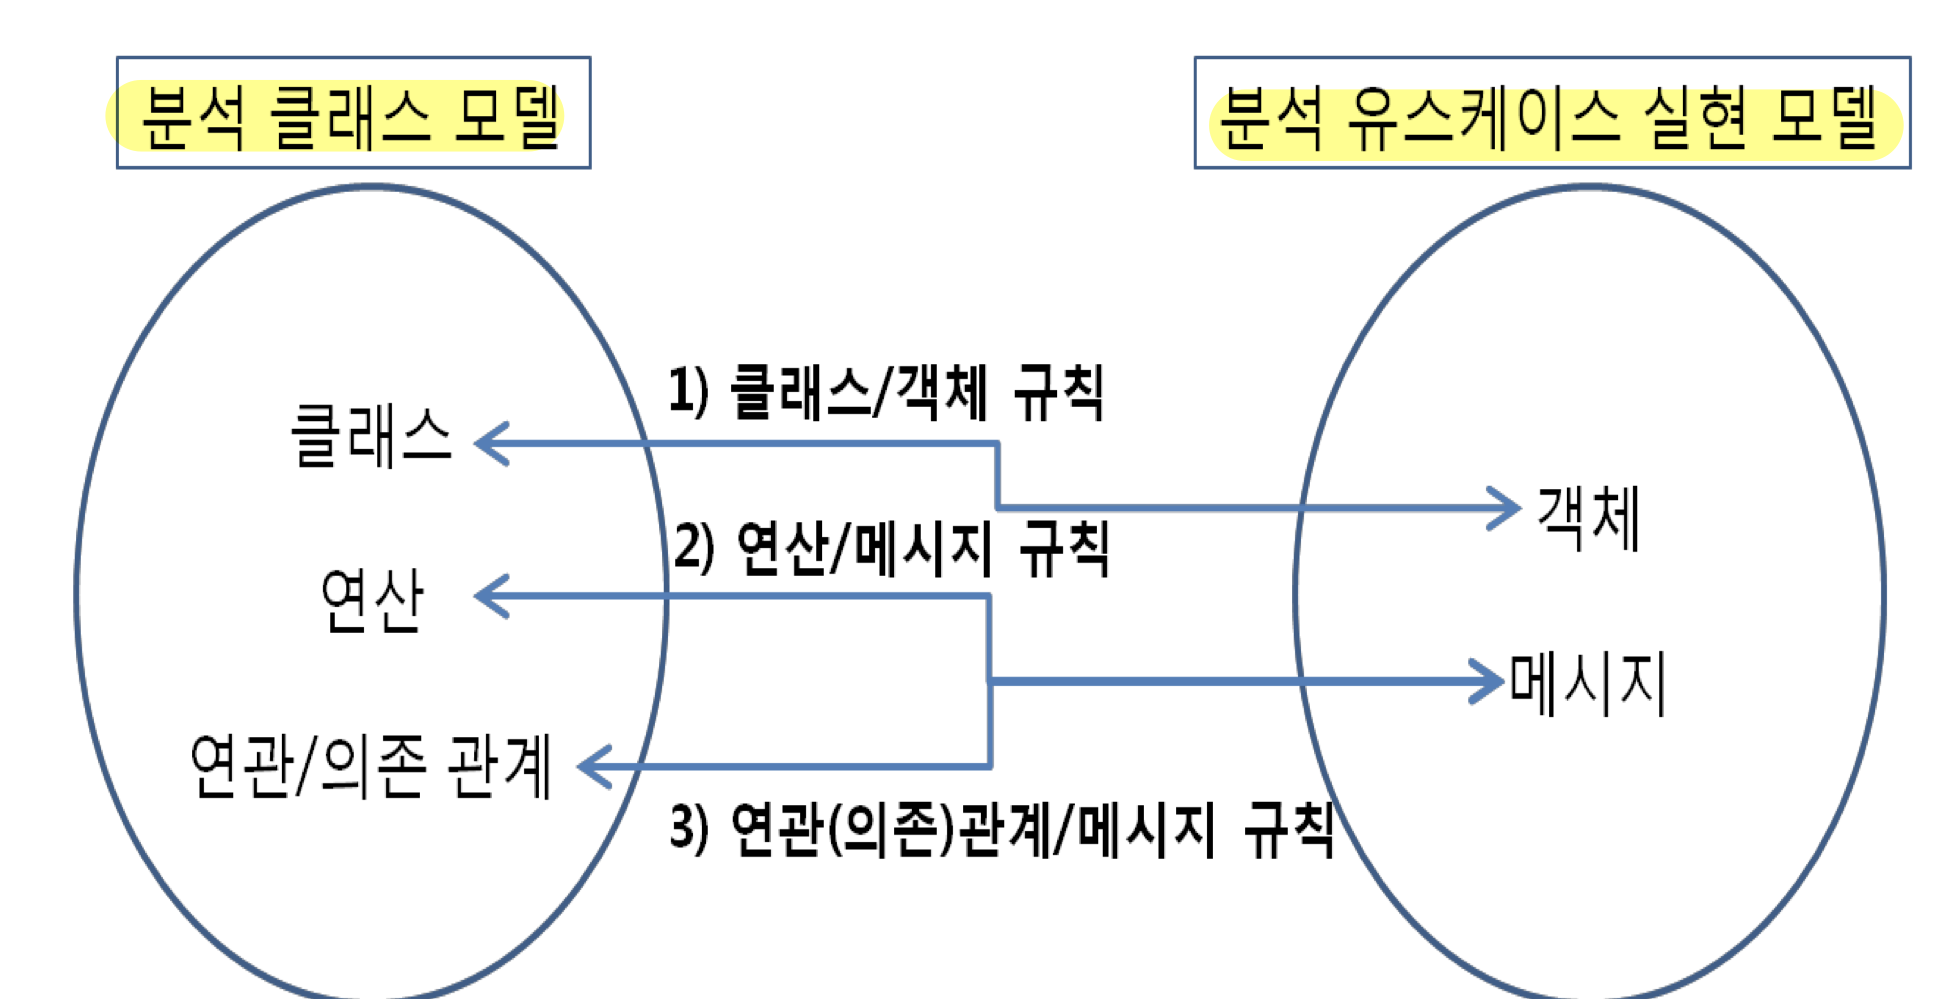 분석 클래스 모델
분석 유스케이스 실현 모델
1) 클래스/객체 규칙
클래스
객체
2) 연산/메시지 규칙
연산
메시지
연관/의존 관계
3) 연관(의존)관계/메시지 규칙